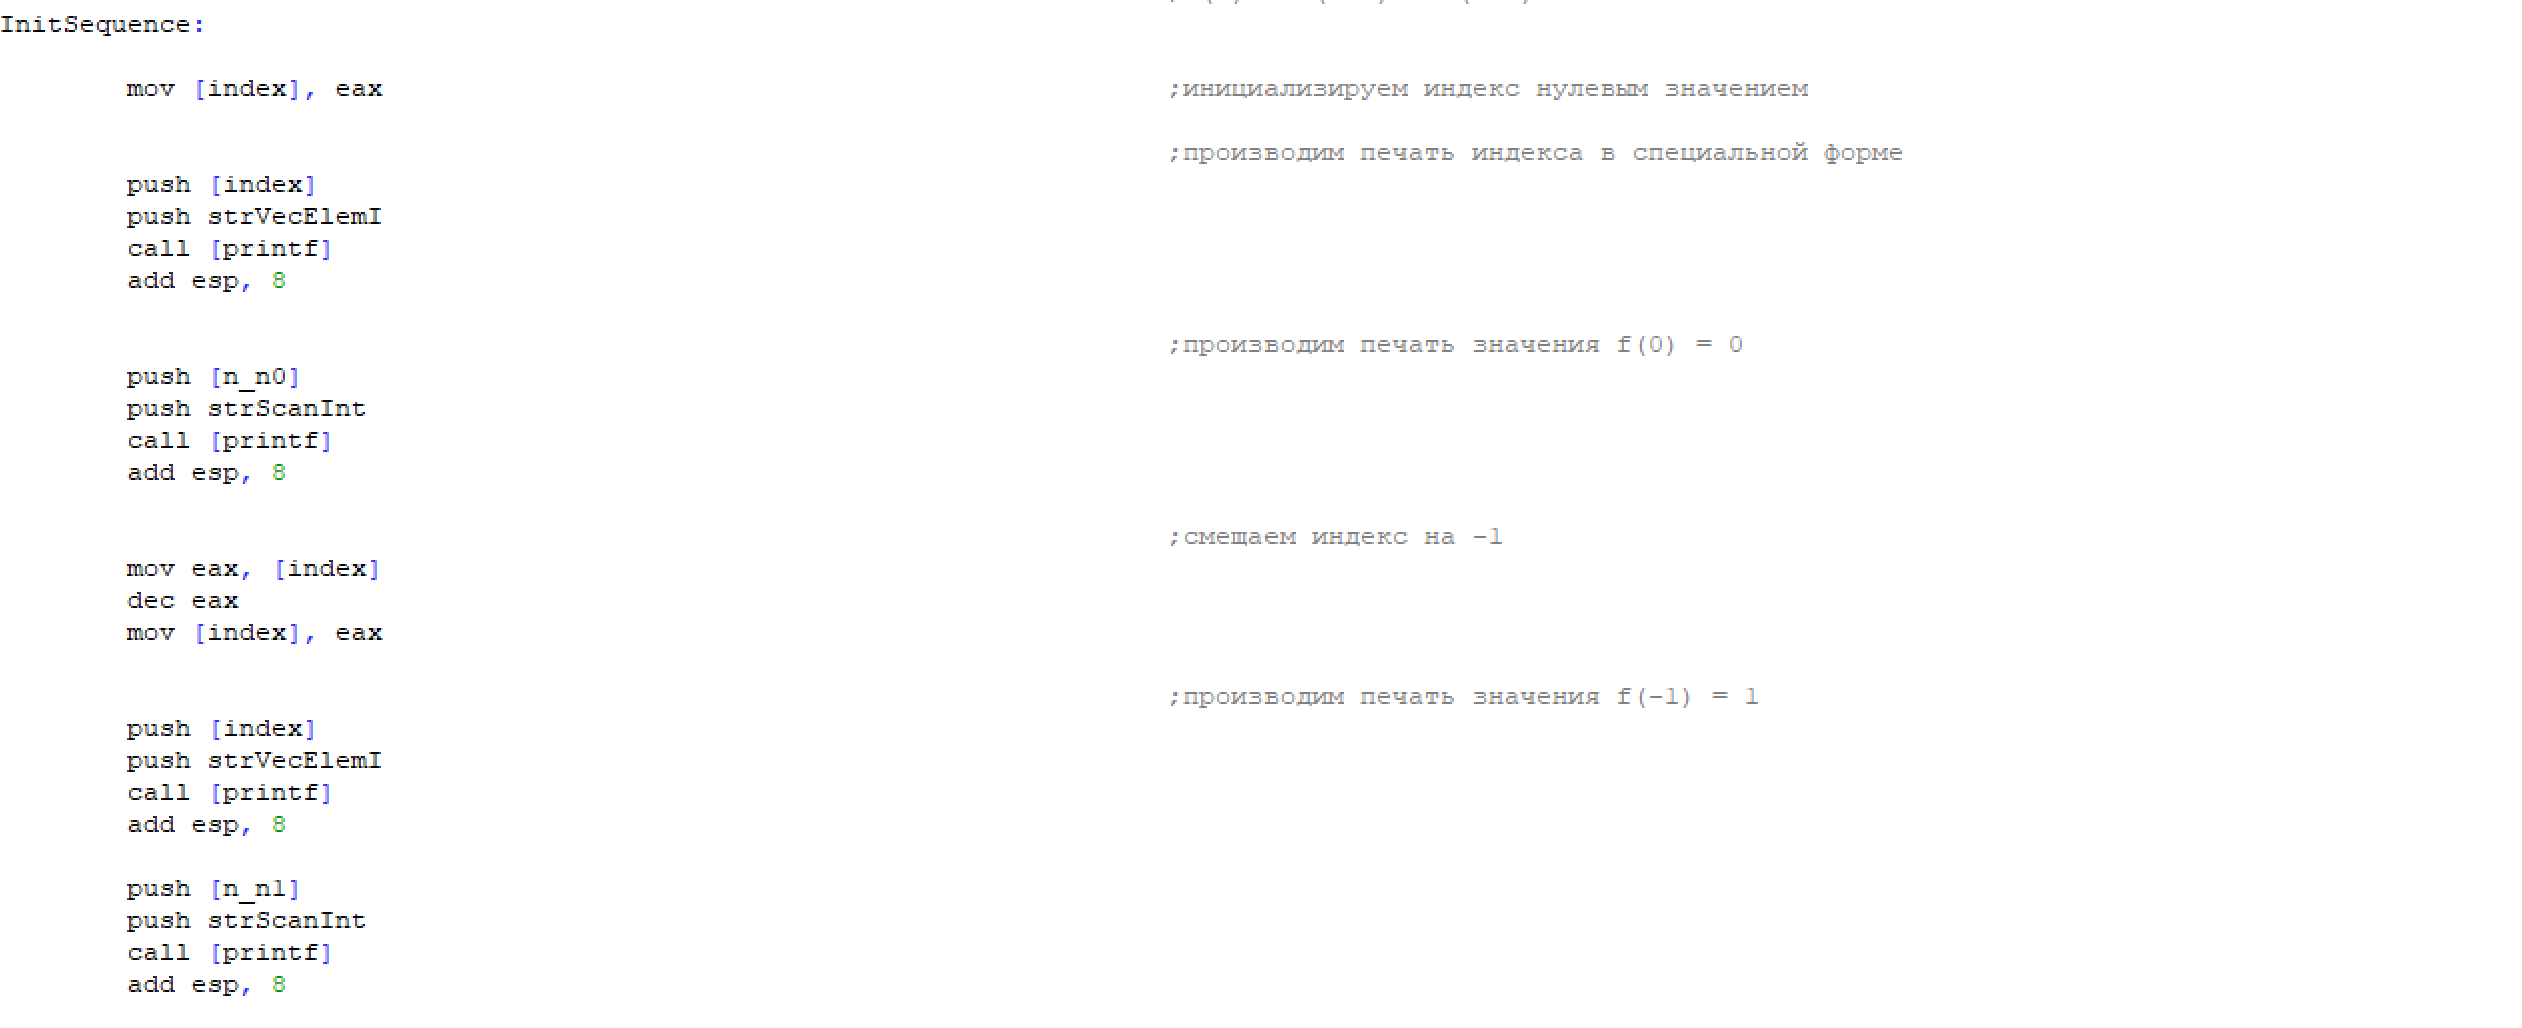 InitSequence:
mov [index], eax ;инициализируем индекс нулевым значением
;производим печать индекса в специальной форме
push [index]
push strVecElemI
call [printf]
add esp, 8
;производим печать значения f(0) = 0
push [n_n0]
push strScanInt
call [printf]
add esp, 8
;смещаем индекс на -1
mov eax, [index]
dec eax
mov [index], eax
;производим печать значения f(-1) = 1
push [index]
push strVecElemI
call [printf]
add esp, 8
push [n_n1]
push strScanInt
call [printf]
add esp, 8